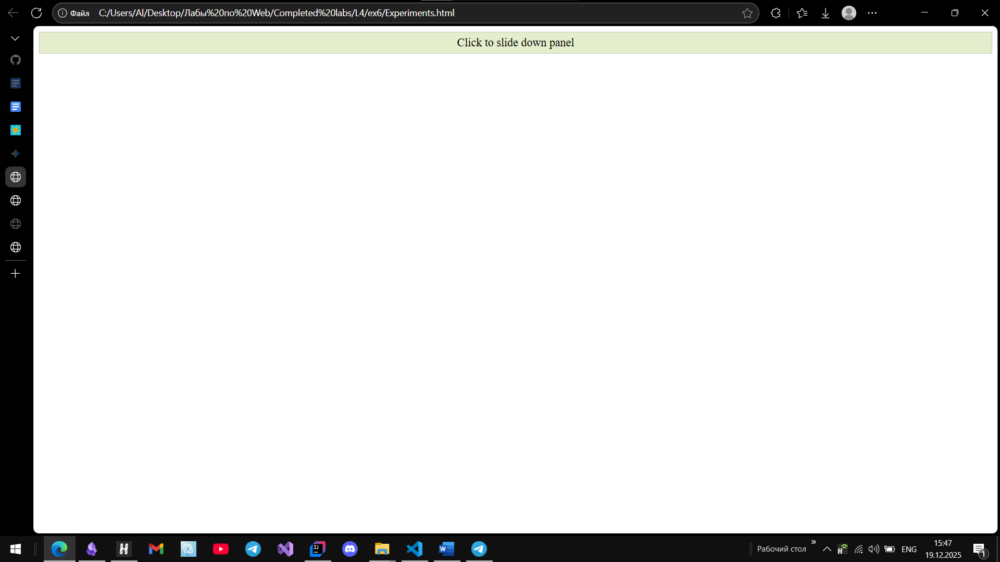 Файл C:/Users/Al/Desktop/Лабы%20по%20Web/Completed%20labs/L4/ex6/Experiments.html
Click to slide down panel
Рабочий стол
ENG
15:47
19.12.2025
1